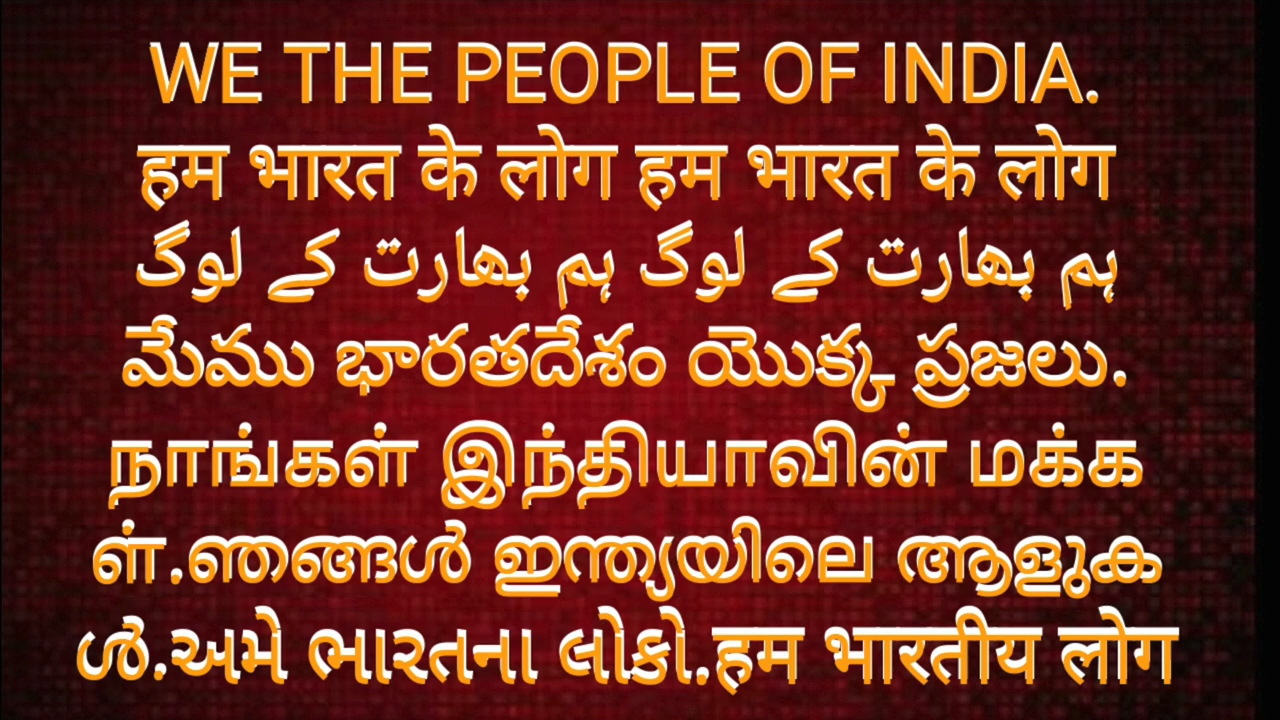 WE THE PEOPLE OF INDIA.
हम भारत के लोग हम भारत के लोग
ہم بھارت کے لوگ ہم بھارت کے لوگ
మేము భారతదేశం యొక్క ప్రజలు.
நாங்கள் இந்தியாவின் மக்க
ள்.ഞങ്ങൾ ഇന്ത്യയിലെ ആളുക
ൾ.અમે ભારતના લોકો.हम भारतीय लोग